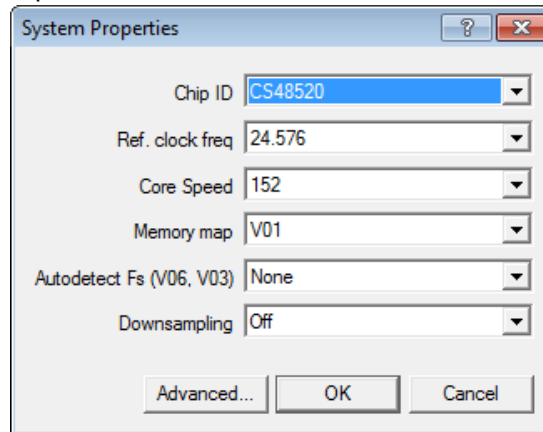 System Properties
Chip ID CS48520
Ref. clock freq 24.576
Core Speed 152
Memory map V01
Autodetect Fs (V06, V03) None
Downsampling Off
Advanced... OK Cancel